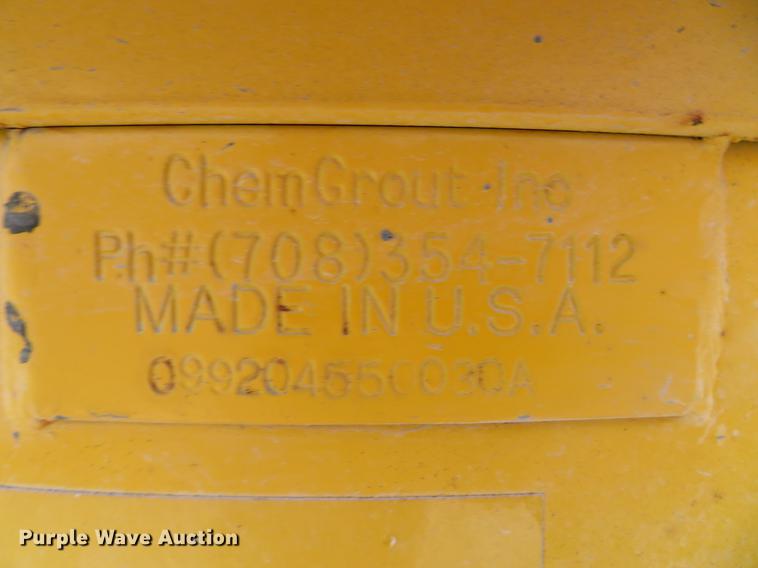 ChemGrout Inc
Ph#(708)354-7112
MADE IN U.S.A.
09920455C030A
Purple Wave Auction